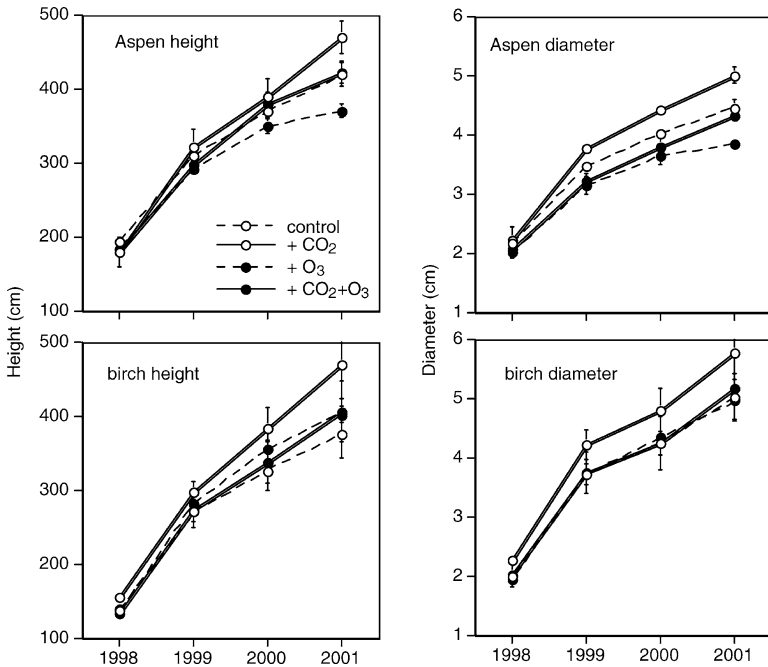 500
400
300
200
100
Aspen height
control
+ CO2
+ O3
+ CO2+O3
6
5
4
3
2
1
Aspen diameter
Height (cm)
Diameter (cm)
500
400
300
200
100
birch height
1998 1999 2000 2001
6
5
4
3
2
1
birch diameter
1998 1999 2000 2001